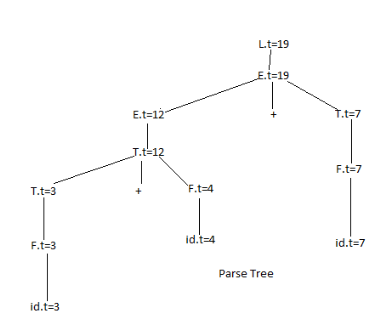 L.t=19
E.t=19
E.t=12 + T.t=7
T.t=12
F.t=7
T.t=3 + F.t=4
id.t=4
F.t=3 id.t=7
Parse Tree
id.t=3